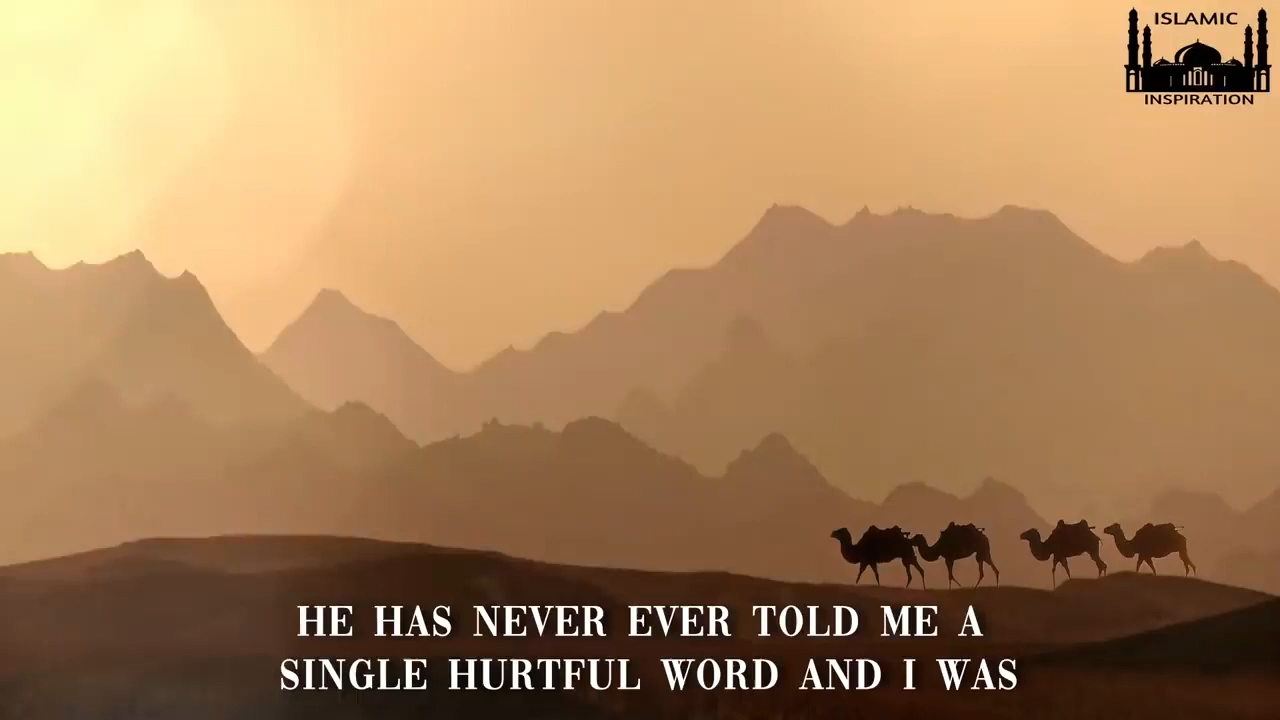 ISLAMIC
INSPIRATION
HE HAS NEVER EVER TOLD ME A
SINGLE HURTFUL WORD AND I WAS